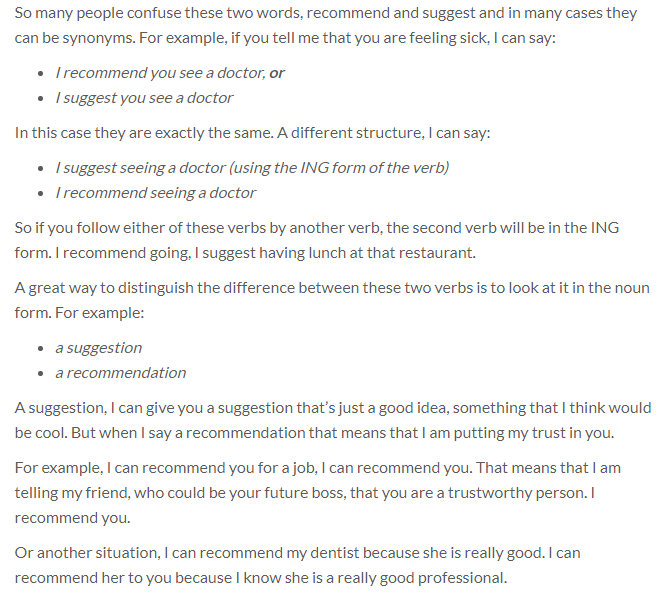 So many people confuse these two words, recommend and suggest and in many cases they
can be synonyms. For example, if you tell me that you are feeling sick, I can say:
• I recommend you see a doctor, or
• I suggest you see a doctor
In this case they are exactly the same. A different structure, I can say:
• I suggest seeing a doctor (using the ING form of the verb)
• I recommend seeing a doctor
So if you follow either of these verbs by another verb, the second verb will be in the ING
form. I recommend going, I suggest having lunch at that restaurant.
A great way to distinguish the difference between these two verbs is to look at it in the noun
form. For example:
• a suggestion
• a recommendation
A suggestion, I can give you a suggestion that's just a good idea, something that I think would
be cool. But when I say a recommendation that means that I am putting my trust in you.
For example, I can recommend you for a job, I can recommend you. That means that I am
telling my friend, who could be your future boss, that you are a trustworthy person. I
recommend you.
Or another situation, I can recommend my dentist because she is really good. I can
recommend her to you because I know she is a really good professional.